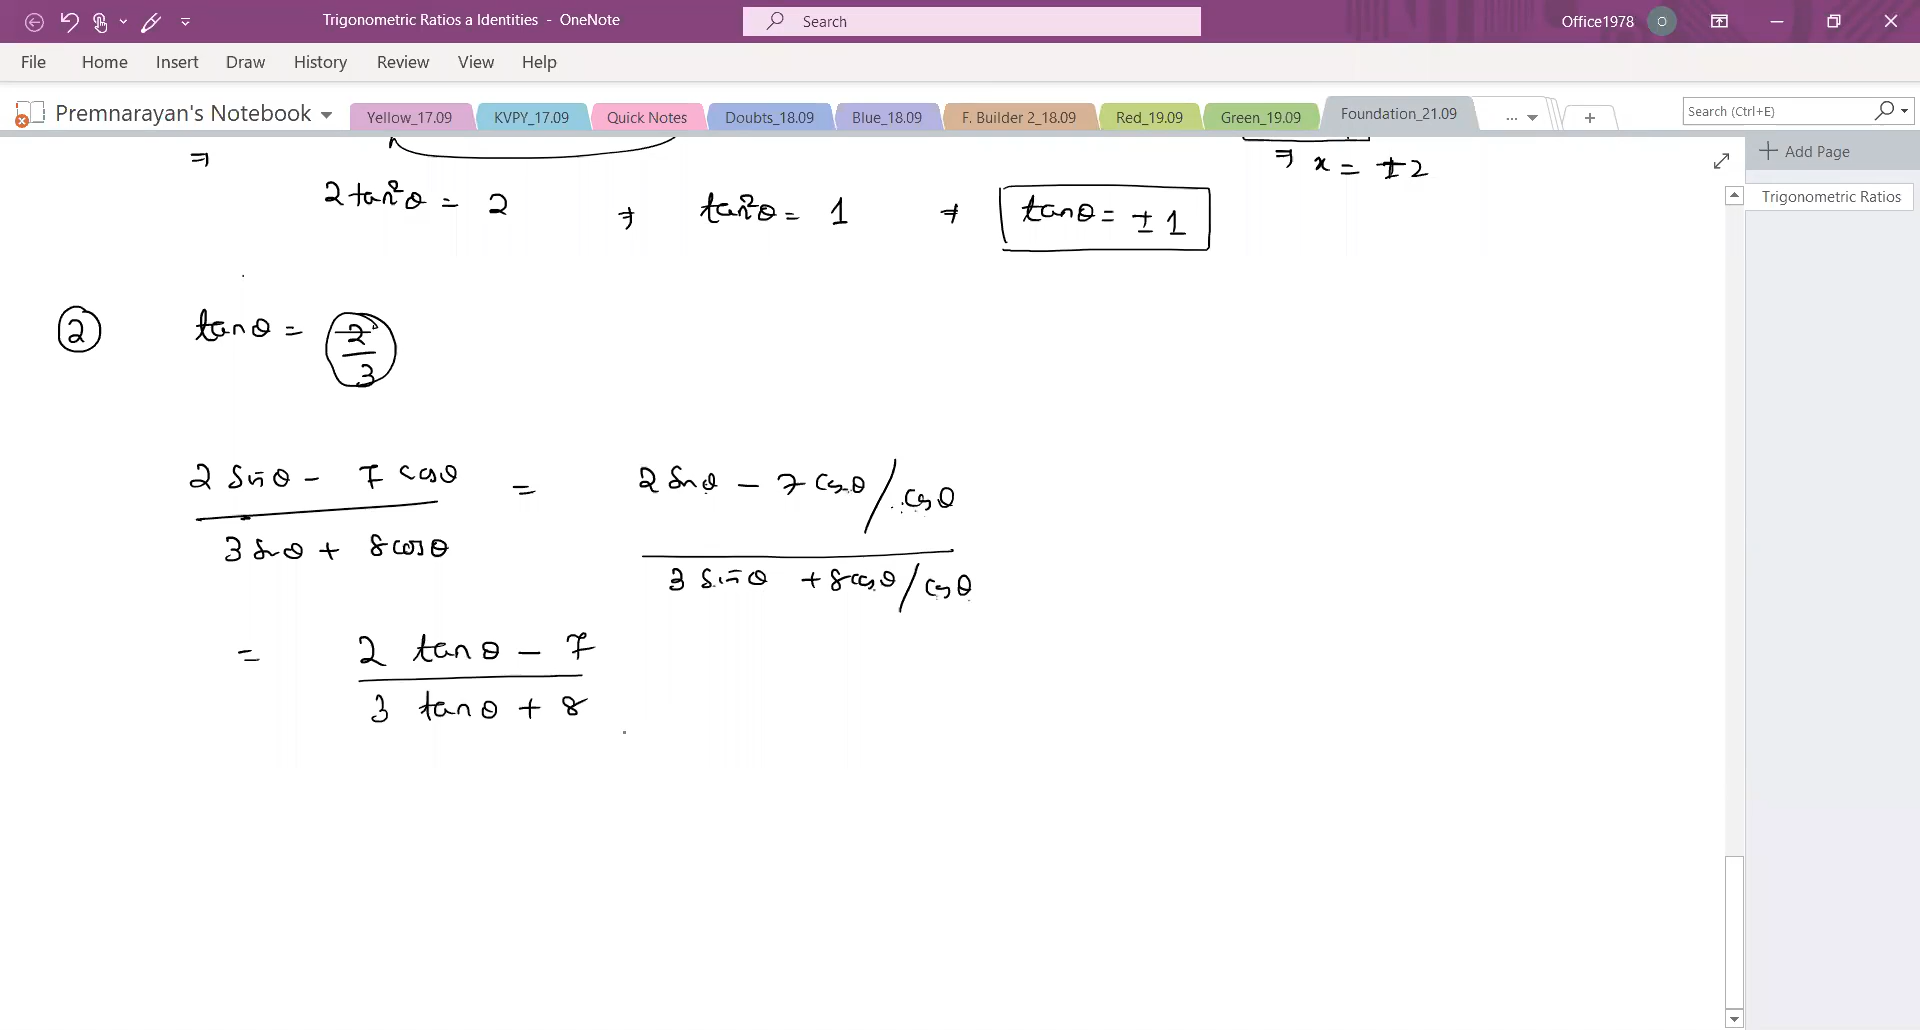 Trigonometric Ratios a Identities - OneNote
Search
Office1978 O
File Home Insert Draw History Review View Help
Premnarayan's Notebook
Yellow_17.09 KVPY_17.09 Quick Notes Doubts_18.09 Blue_18.09 F. Builder 2_18.09 Red_19.09 Green_19.09 Foundation_21.09 ... +
Search (Ctrl+E)
+ Add Page
Trigonometric Ratios
⇒ x = ±2
⇒
2 tan²θ = 2 ⇒ tan²θ = 1 ⇒ tanθ = ± 1
② tanθ = 2/3
(2 sinθ - 7 cosθ)/(3 sinθ + 8 cosθ) = (2 sinθ - 7 cosθ / cosθ)/(3 sinθ + 8 cosθ / cosθ)
= (2 tanθ - 7)/(3 tanθ + 8)